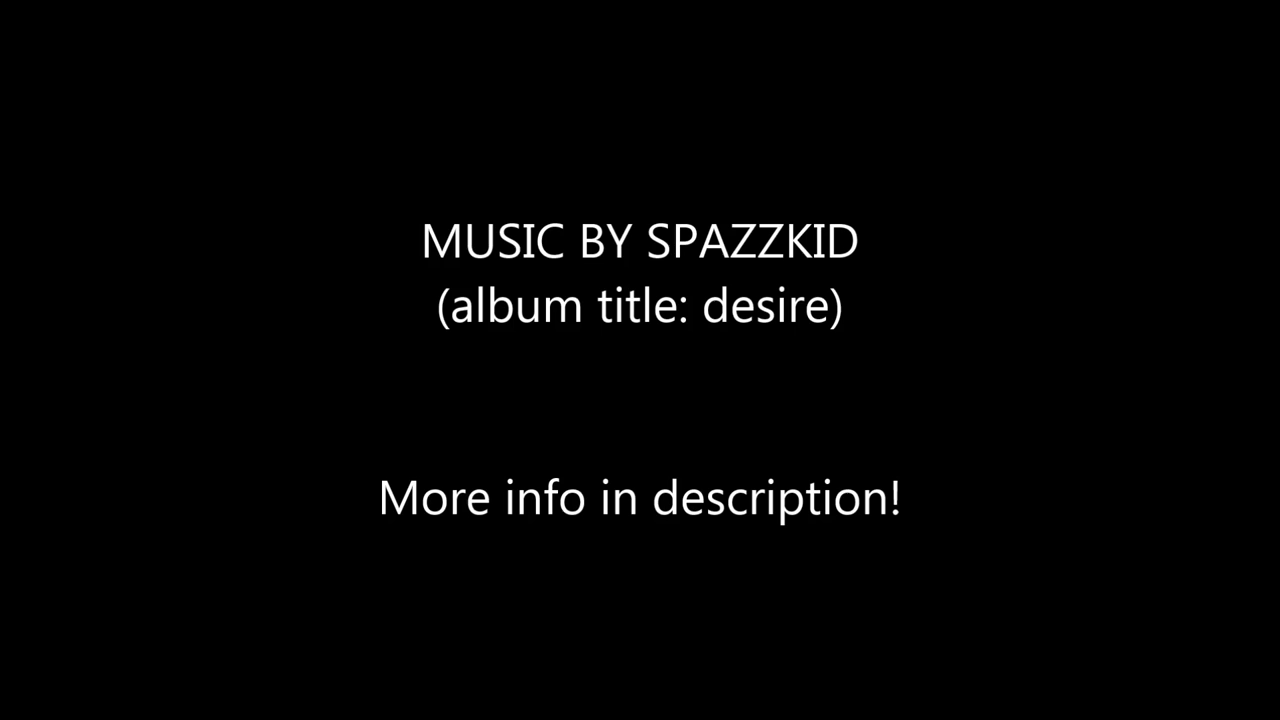 MUSIC BY SPAZZKID
(album title: desire)
More info in description!